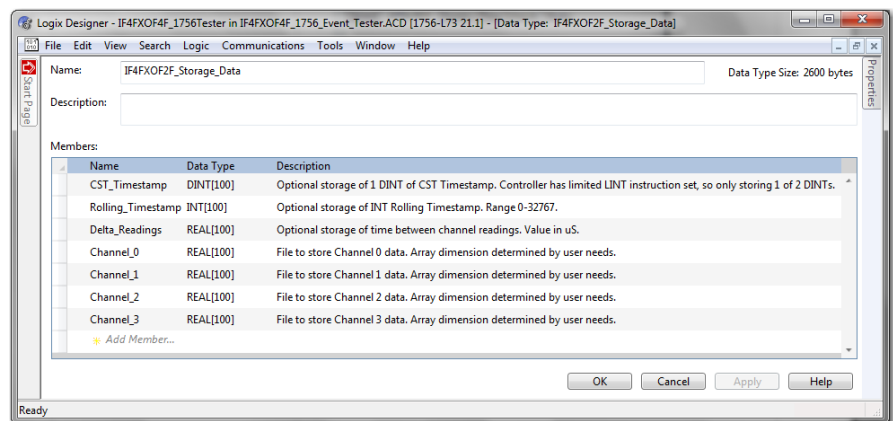 Logix Designer - IF4FXOF4F_1756Tester in IF4FXOF4F_1756_Event_Tester.ACD [1756-L73 21.1] - [Data Type: IF4FXOF2F_Storage_Data]
File Edit View Search Logic Communications Tools Window Help
Start Page
Properties
Name: IF4FXOF2F_Storage_Data Data Type Size: 2600 bytes
Description:
Members:
Name Data Type Description
CST_Timestamp DINT[100] Optional storage of 1 DINT of CST Timestamp. Controller has limited LINT instruction set, so only storing 1 of 2 DINTs.
Rolling_Timestamp INT[100] Optional storage of INT Rolling Timestamp. Range 0-32767.
Delta_Readings REAL[100] Optional storage of time between channel readings. Value in uS.
Channel_0 REAL[100] File to store Channel 0 data. Array dimension determined by user needs.
Channel_1 REAL[100] File to store Channel 1 data. Array dimension determined by user needs.
Channel_2 REAL[100] File to store Channel 2 data. Array dimension determined by user needs.
Channel_3 REAL[100] File to store Channel 3 data. Array dimension determined by user needs.
Add Member...
OK Cancel Apply Help
Ready